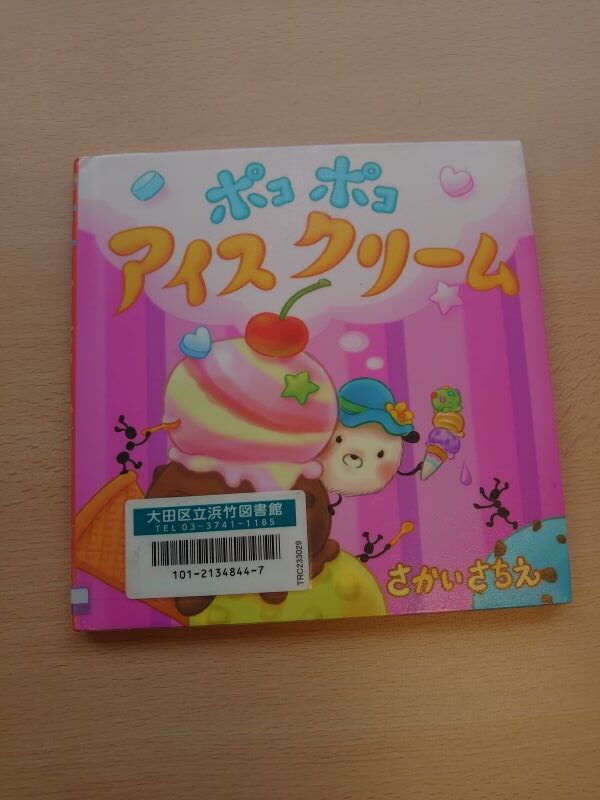 ポコ ポコ
アイスクリーム
大田区立浜竹図書館
TEL 03-3741-1185
101-2134844-7
TRC233029
さかいさちえ